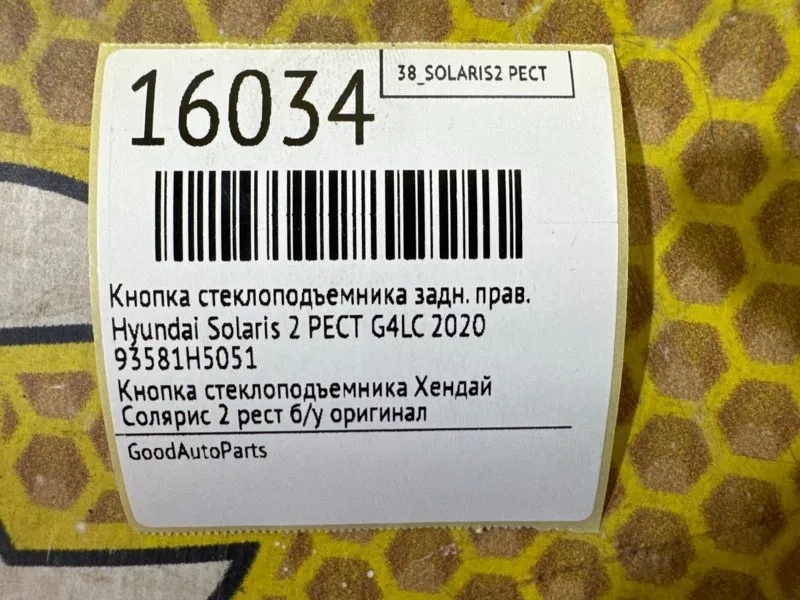 38_SOLARIS2 РЕСТ
16034
Кнопка стеклоподъемника задн. прав.
Hyundai Solaris 2 РЕСТ G4LC 2020
93581H5051
Кнопка стеклоподъемника Хендай
Солярис 2 рест б/у оригинал
GoodAutoParts